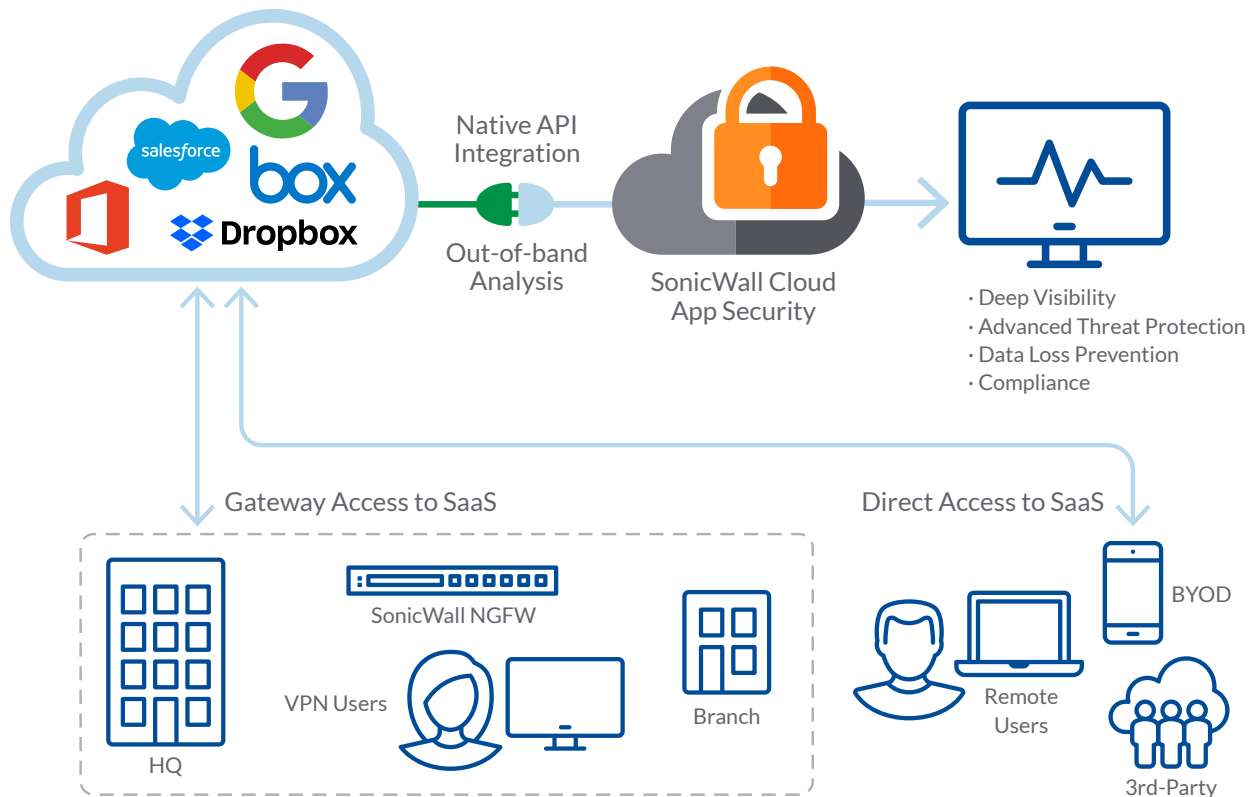 salesforce
box
Dropbox
Native API
Integration
Out-of-band
Analysis
SonicWall Cloud
App Security
· Deep Visibility
· Advanced Threat Protection
· Data Loss Prevention
· Compliance
Gateway Access to SaaS
Direct Access to SaaS
SonicWall NGFW
VPN Users
HQ
Branch
BYOD
Remote
Users
3rd-Party